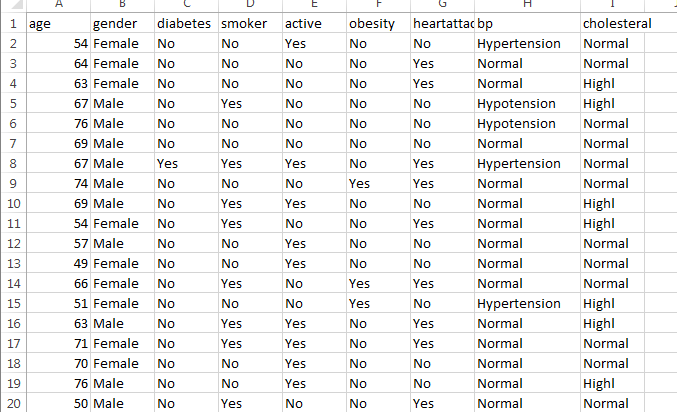 A B C D E F G H I
1 age gender diabetes smoker active obesity heartattac bp cholesteral
2 54 Female No No Yes No No Hypertension Normal
3 64 Female No No No No Yes Normal Normal
4 63 Female No No No No Yes Normal Highl
5 67 Male No Yes No No No Hypotension Highl
6 76 Male No No No No No Hypotension Normal
7 69 Male No No No No No Normal Normal
8 67 Male Yes Yes Yes No Yes Hypertension Normal
9 74 Male No No No Yes Yes Normal Normal
10 69 Male No Yes Yes No No Normal Highl
11 54 Female No Yes No No Yes Normal Highl
12 57 Male No No Yes No No Normal Normal
13 49 Female No No Yes No No Normal Normal
14 66 Female No Yes No Yes Yes Normal Normal
15 51 Female No No No Yes No Hypertension Highl
16 63 Male No Yes Yes No Yes Normal Highl
17 71 Female No Yes Yes No Yes Normal Normal
18 70 Female No No Yes No No Normal Normal
19 76 Male No No Yes No No Normal Highl
20 50 Male No Yes No No Yes Normal Normal